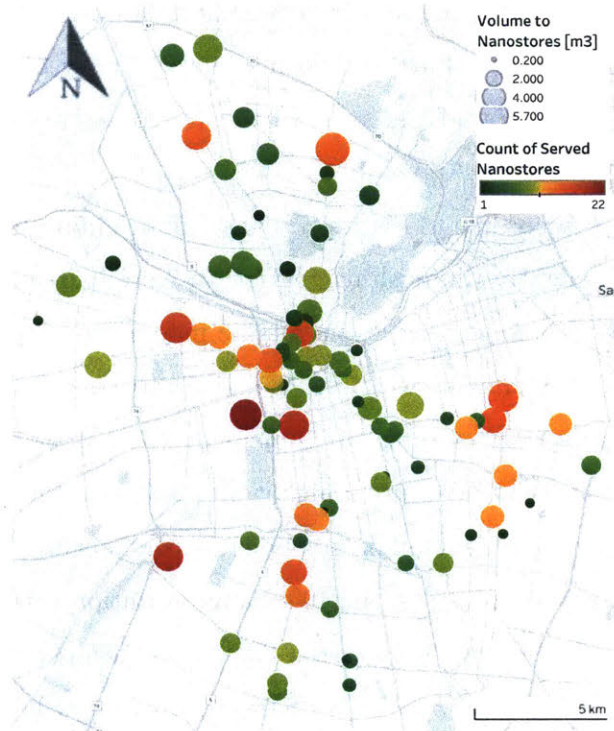 N
Volume to
Nanostores [m3]
0.200
2.000
4.000
5.700
Count of Served
Nanostores
1 22
Sa
5 km